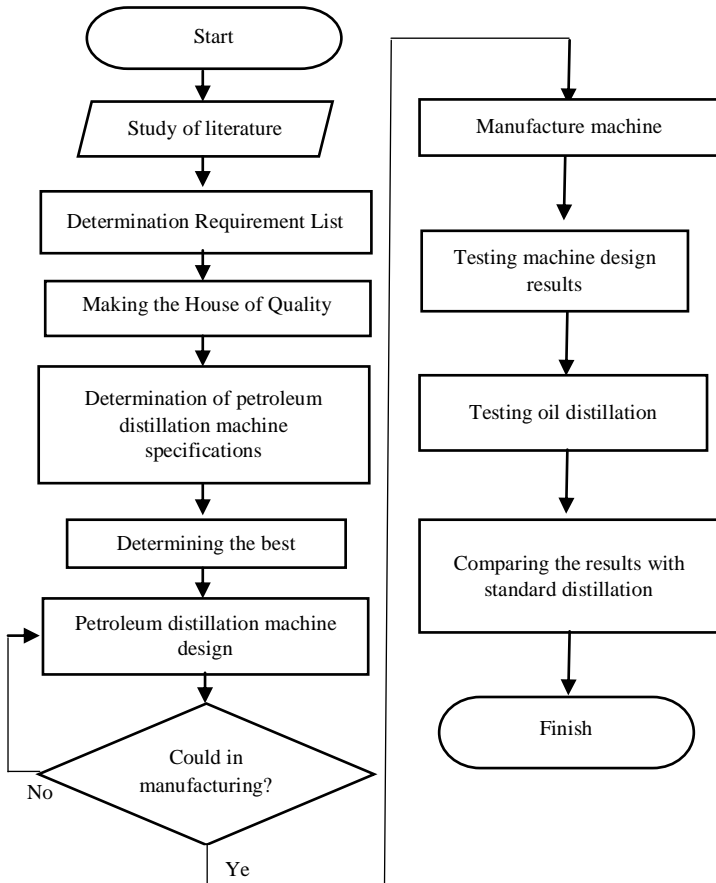 Start
Study of literature
Determination Requirement List
Making the House of Quality
Determination of petroleum
distillation machine
specifications
Determining the best
Petroleum distillation machine
design
Could in
manufacturing?
No
Ye
Manufacture machine
Testing machine design
results
Testing oil distillation
Comparing the results with
standard distillation
Finish